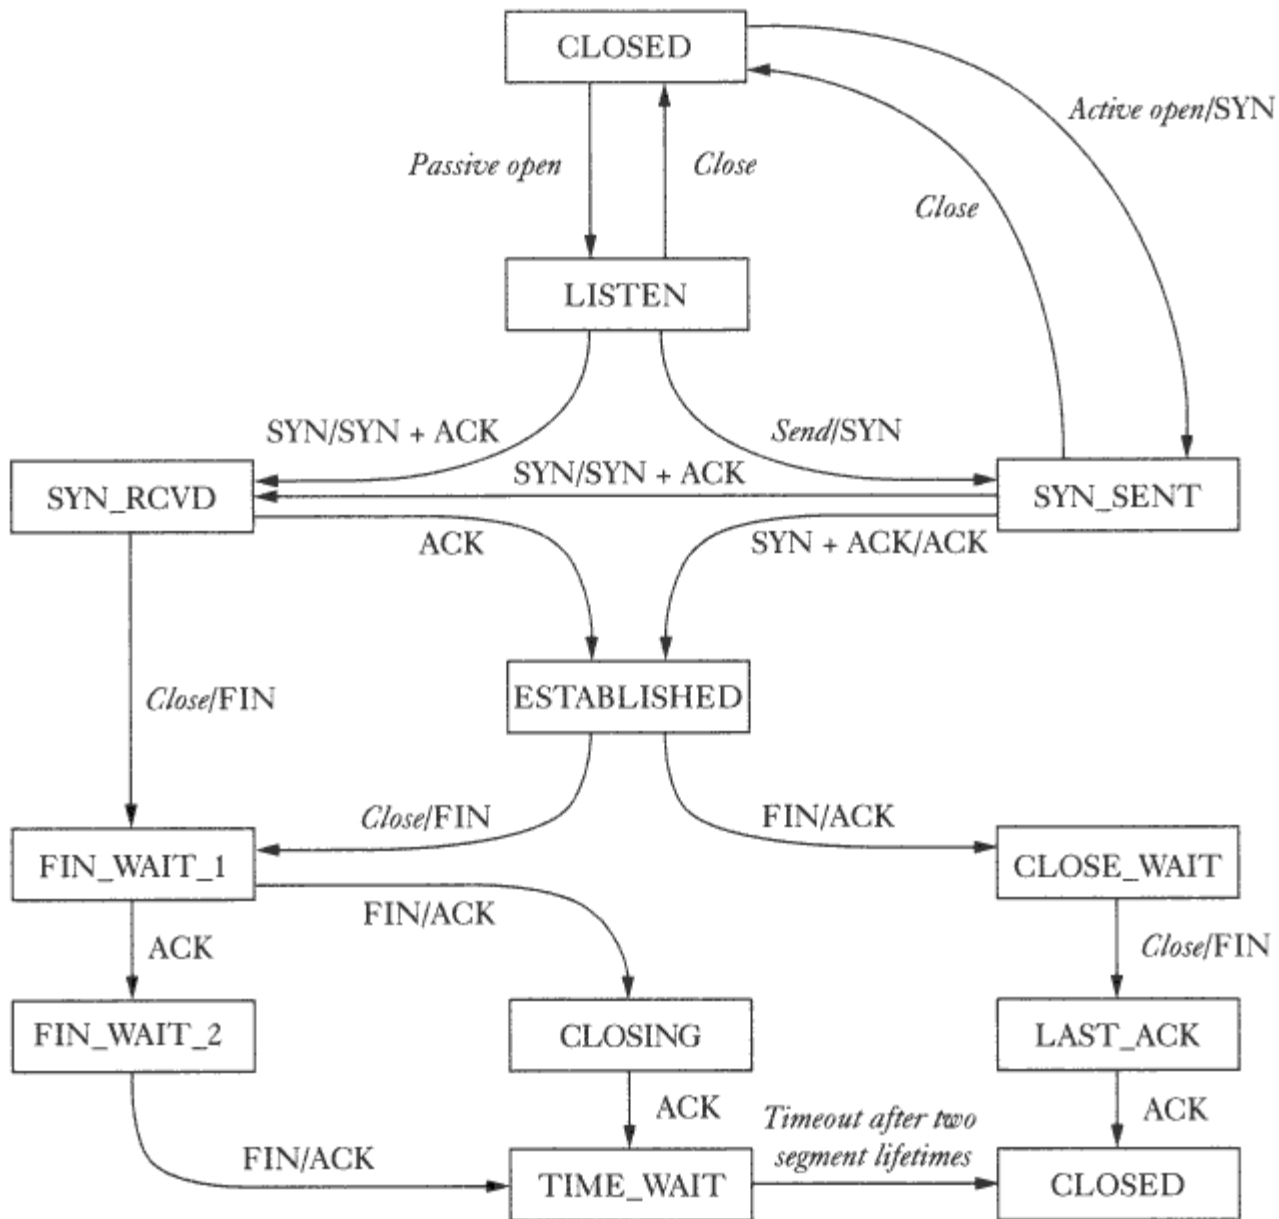 CLOSED
Active open/SYN
Passive open
Close
Close
LISTEN
SYN/SYN + ACK
Send/SYN
SYN/SYN + ACK
SYN_RCVD
SYN_SENT
ACK
SYN + ACK/ACK
Close/FIN
ESTABLISHED
Close/FIN
FIN/ACK
FIN_WAIT_1
CLOSE_WAIT
FIN/ACK
ACK
Close/FIN
FIN_WAIT_2
CLOSING
LAST_ACK
ACK
Timeout after two
segment lifetimes
ACK
FIN/ACK
TIME_WAIT
CLOSED